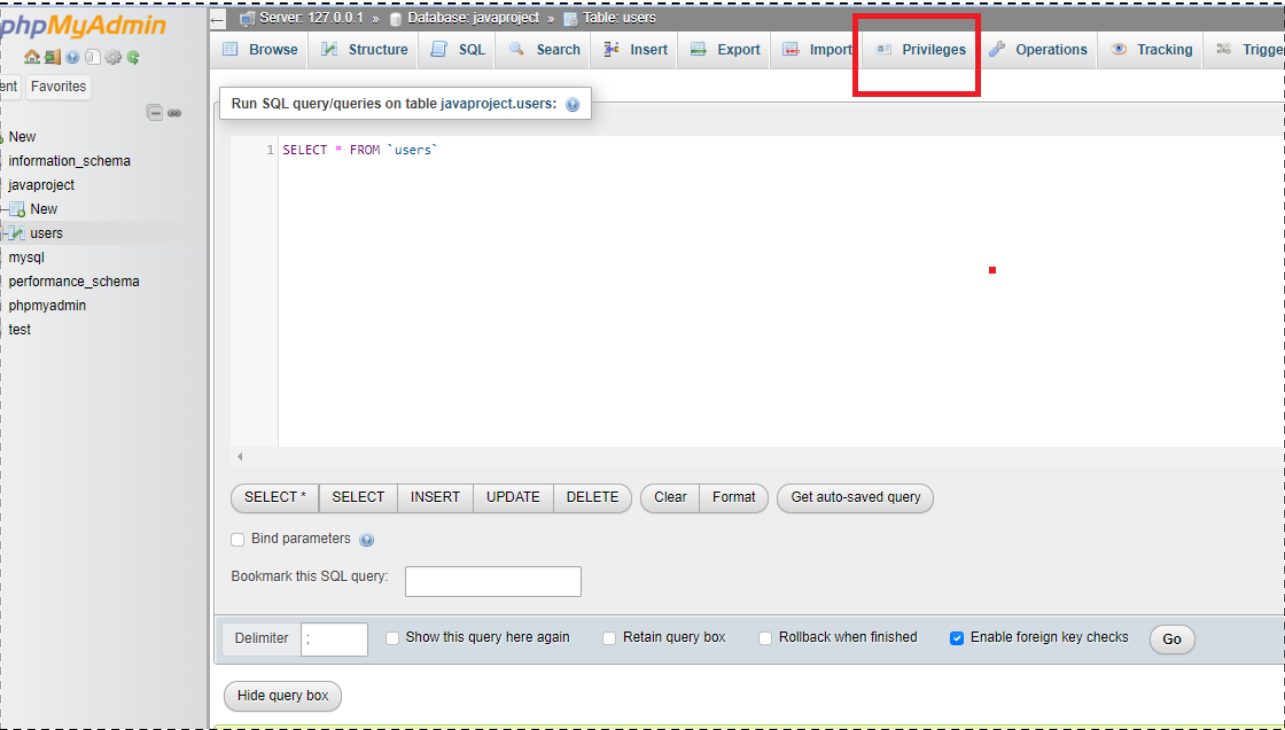 phpMyAdmin
Server: 127.0.0.1 » Database: javaproject » Table: users
Browse Structure SQL Search Insert Export Import Privileges Operations Tracking Trigge
ent Favorites
Run SQL query/queries on table javaproject.users:
New
information_schema
javaproject
New
users
mysql
performance_schema
phpmyadmin
test
1 SELECT * FROM `users`
SELECT * SELECT INSERT UPDATE DELETE Clear Format Get auto-saved query
Bind parameters
Bookmark this SQL query:
Delimiter ; Show this query here again Retain query box Rollback when finished Enable foreign key checks Go
Hide query box